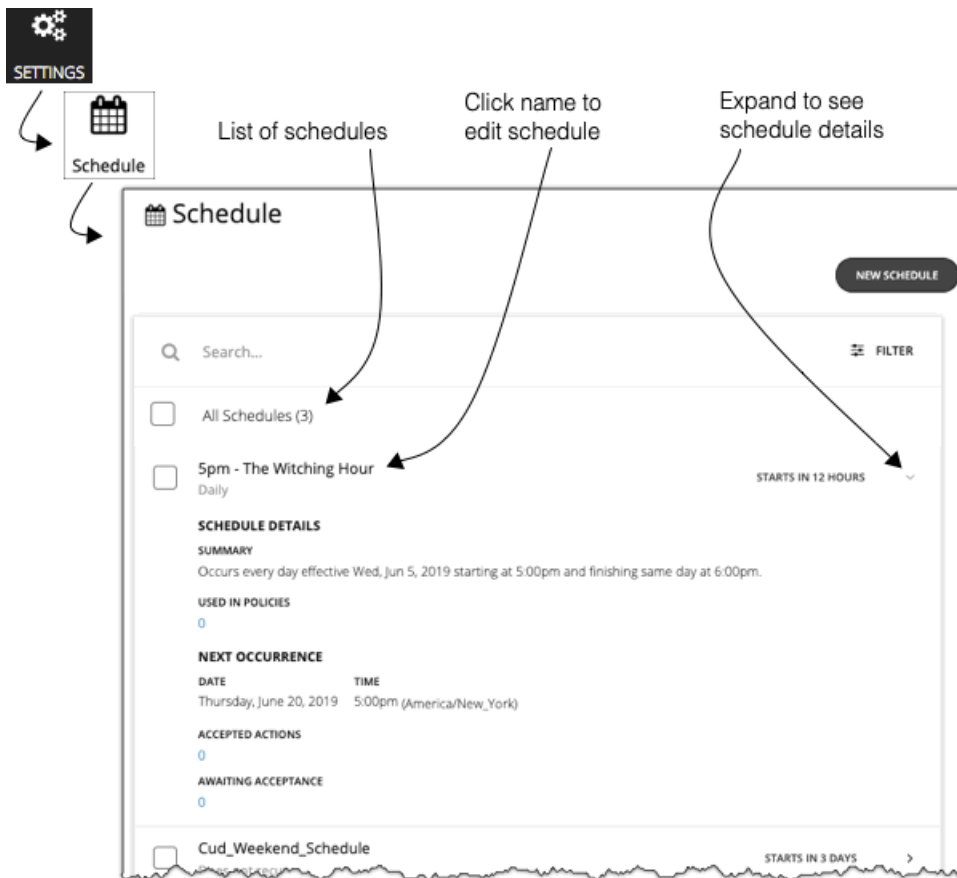 SETTINGS
Schedule
List of schedules
Click name to
edit schedule
Expand to see
schedule details
Schedule
NEW SCHEDULE
Search...
FILTER
All Schedules (3)
5pm - The Witching Hour
Daily
STARTS IN 12 HOURS
SCHEDULE DETAILS
SUMMARY
Occurs every day effective Wed, Jun 5, 2019 starting at 5:00pm and finishing same day at 6:00pm.
USED IN POLICIES
0
NEXT OCCURRENCE
DATE TIME
Thursday, June 20, 2019 5:00pm (America/New_York)
ACCEPTED ACTIONS
0
AWAITING ACCEPTANCE
0
Cud_Weekend_Schedule
STARTS IN 3 DAYS